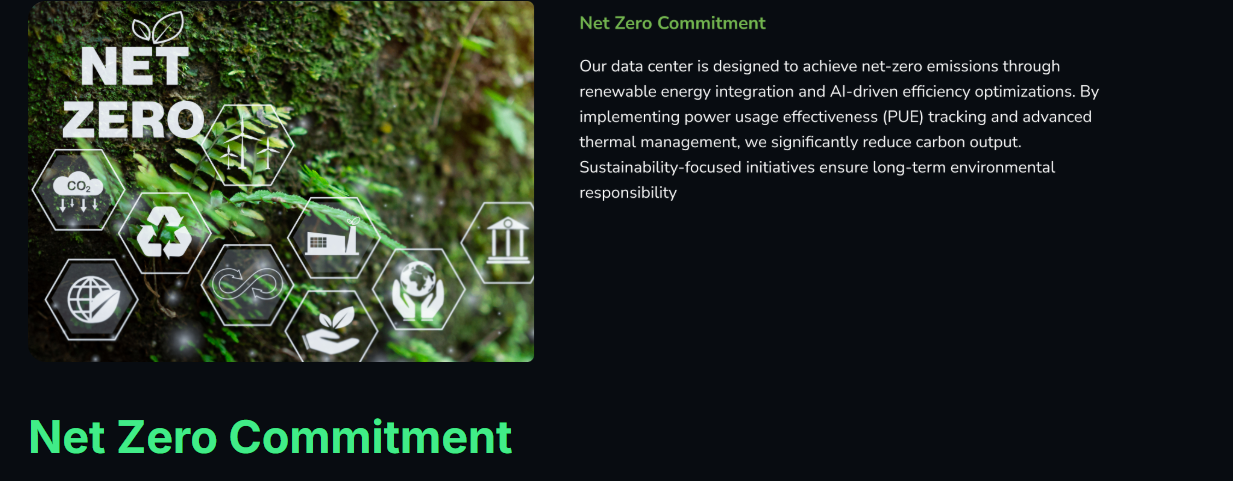 NET
ZERO
CO₂
Net Zero Commitment
Our data center is designed to achieve net-zero emissions through
renewable energy integration and AI-driven efficiency optimizations. By
implementing power usage effectiveness (PUE) tracking and advanced
thermal management, we significantly reduce carbon output.
Sustainability-focused initiatives ensure long-term environmental
responsibility
Net Zero Commitment